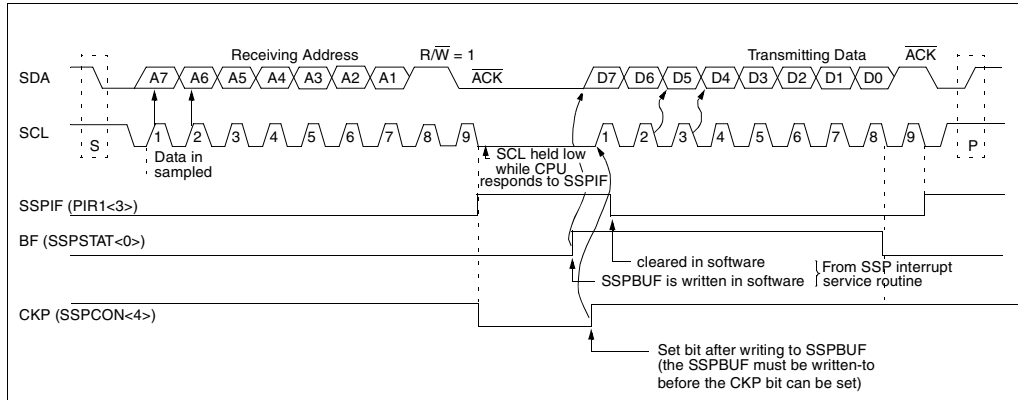 Receiving Address R/W = 1 Transmitting Data ACK
SDA A7 A6 A5 A4 A3 A2 A1 ACK D7 D6 D5 D4 D3 D2 D1 D0
SCL S 1 2 3 4 5 6 7 8 9 1 2 3 4 5 6 7 8 9 P
Data in
sampled
SCL held low
while CPU
responds to SSPIF
SSPIF (PIR1<3>)
BF (SSPSTAT<0>)
cleared in software
SSPBUF is written in software
From SSP interrupt
service routine
CKP (SSPCON<4>)
Set bit after writing to SSPBUF
(the SSPBUF must be written-to
before the CKP bit can be set)